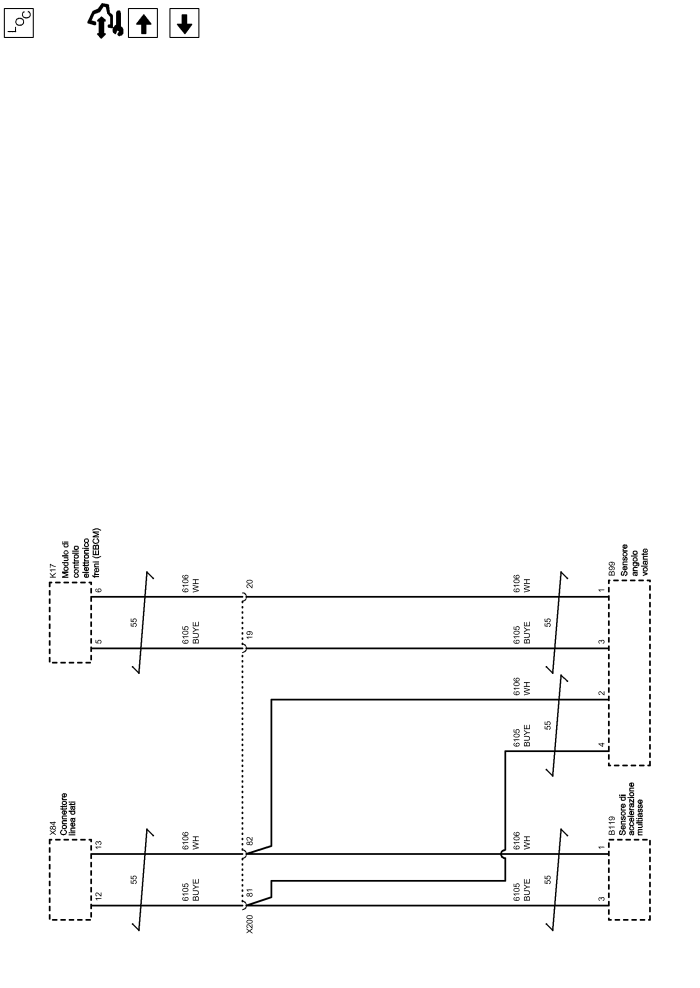 LOC
K17
Modulo di
controllo
elettronico
freni (EBCM)
6
5
55
6106
WH
6105
BUYE
20
19
6106
WH
6105
BUYE
55
1
3
B99
Sensore
angolo
volante
6106
WH
6105
BUYE
55
2
4
X84
Connettore
linea dati
13
12
55
6106
WH
6105
BUYE
82
81
X200
6106
WH
6105
BUYE
55
1
3
B119
Sensore di
accelerazione
multiasse